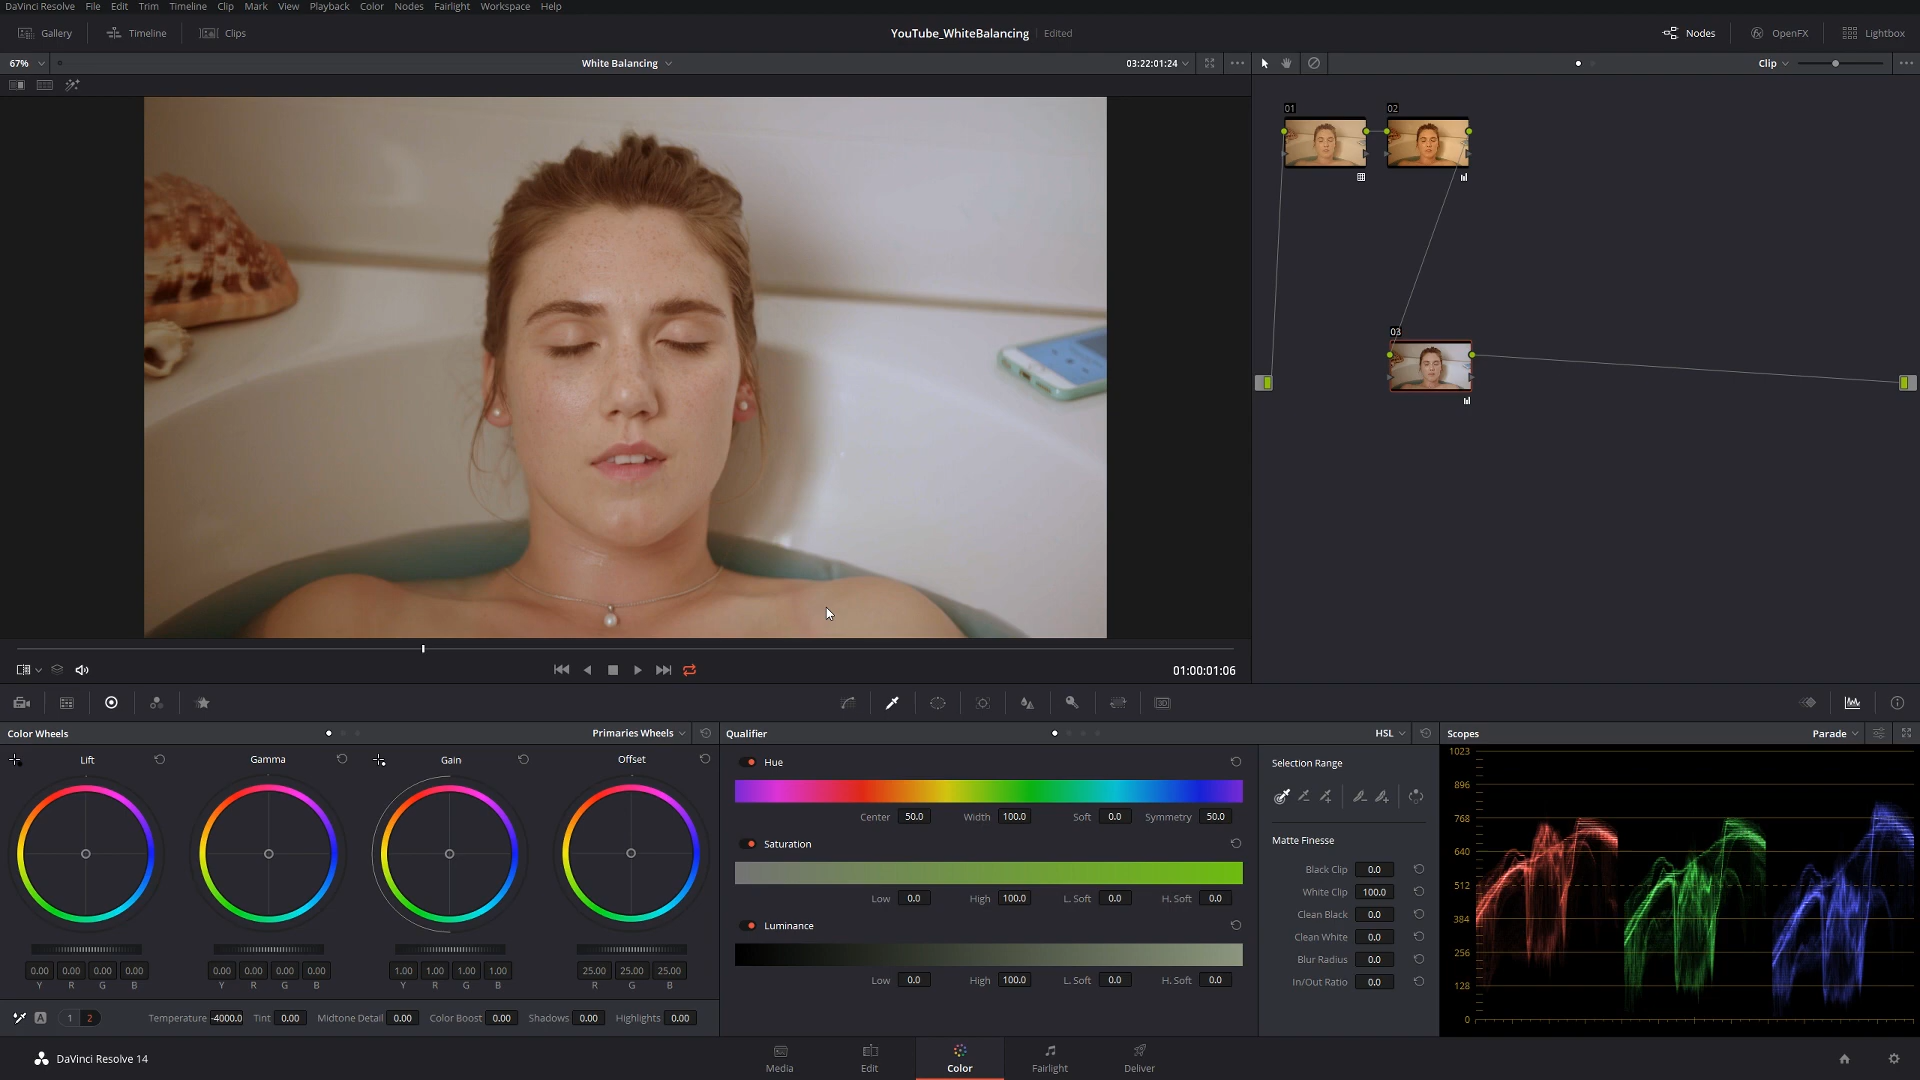 DaVinci Resolve File Edit Trim Timeline Clip Mark View Playback Color Nodes Fairlight Workspace Help
Gallery Timeline Clips YouTube_WhiteBalancing Edited Nodes OpenFX Lightbox
67% White Balancing 03:22:01:24 Clip
01 02
03
01:00:01:06
Color Wheels Primaries Wheels Qualifier HSL Scopes Parade
Lift Gamma Gain Offset
0.00 0.00 0.00 0.00 0.00 0.00 0.00 0.00 1.00 1.00 1.00 1.00 25.00 25.00 25.00
Y R G B Y R G B Y R G B R G B
A 1 2 Temperature -4000.0 Tint 0.00 Midtone Detail 0.00 Color Boost 0.00 Shadows 0.00 Highlights 0.00
Hue
Center 50.0 Width 100.0 Soft 0.0 Symmetry 50.0
Saturation
Low 0.0 High 100.0 L. Soft 0.0 H. Soft 0.0
Luminance
Low 0.0 High 100.0 L. Soft 0.0 H. Soft 0.0
Selection Range
Matte Finesse
Black Clip 0.0
White Clip 100.0
Clean Black 0.0
Clean White 0.0
Blur Radius 0.0
In/Out Ratio 0.0
1023
896
768
640
512
384
256
128
0
DaVinci Resolve 14 Media Edit Color Fairlight Deliver